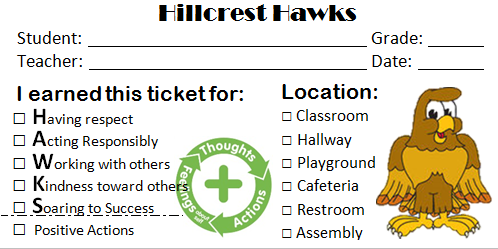 Hillcrest Hawks
Student: ______________________________ Grade: ______
Teacher: ______________________________ Date: _______
I earned this ticket for:
□ Having respect
□ Acting Responsibly
□ Working with others
□ Kindness toward others
□ Soaring to Success
□ Positive Actions
Thoughts
Actions
Feelings
about self
Location:
□ Classroom
□ Hallway
□ Playground
□ Cafeteria
□ Restroom
□ Assembly